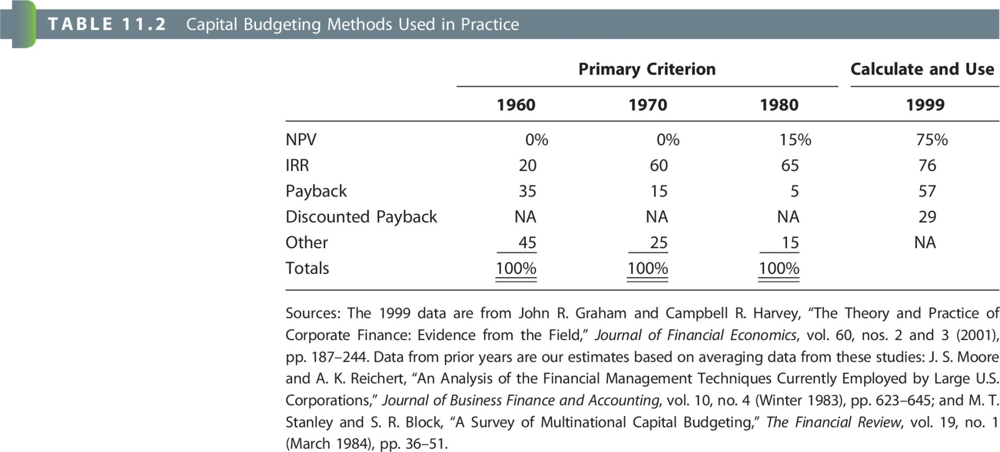 TABLE 11.2 Capital Budgeting Methods Used in Practice
Primary Criterion Calculate and Use
1960 1970 1980 1999
NPV 0% 0% 15% 75%
IRR 20 60 65 76
Payback 35 15 5 57
Discounted Payback NA NA NA 29
Other 45 25 15 NA
Totals 100% 100% 100%
Sources: The 1999 data are from John R. Graham and Campbell R. Harvey, “The Theory and Practice of
Corporate Finance: Evidence from the Field,” Journal of Financial Economics, vol. 60, nos. 2 and 3 (2001),
pp. 187–244. Data from prior years are our estimates based on averaging data from these studies: J. S. Moore
and A. K. Reichert, “An Analysis of the Financial Management Techniques Currently Employed by Large U.S.
Corporations,” Journal of Business Finance and Accounting, vol. 10, no. 4 (Winter 1983), pp. 623–645; and M. T.
Stanley and S. R. Block, “A Survey of Multinational Capital Budgeting,” The Financial Review, vol. 19, no. 1
(March 1984), pp. 36–51.